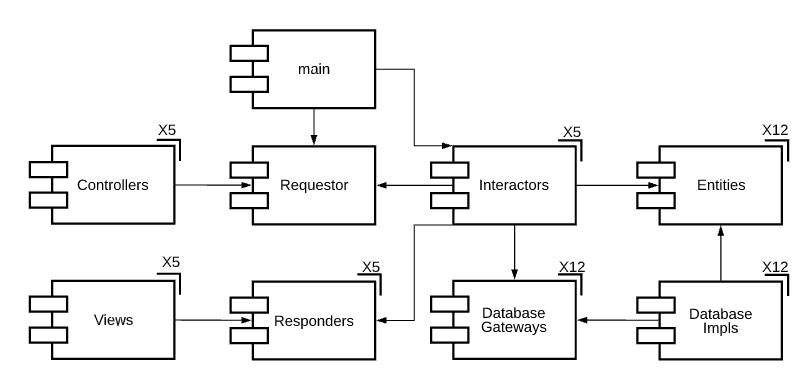 main
X5
X5
X12
Controllers
Requestor
Interactors
Entities
X5
X5
X12
X12
Views
Responders
Database
Gateways
Database
Impls